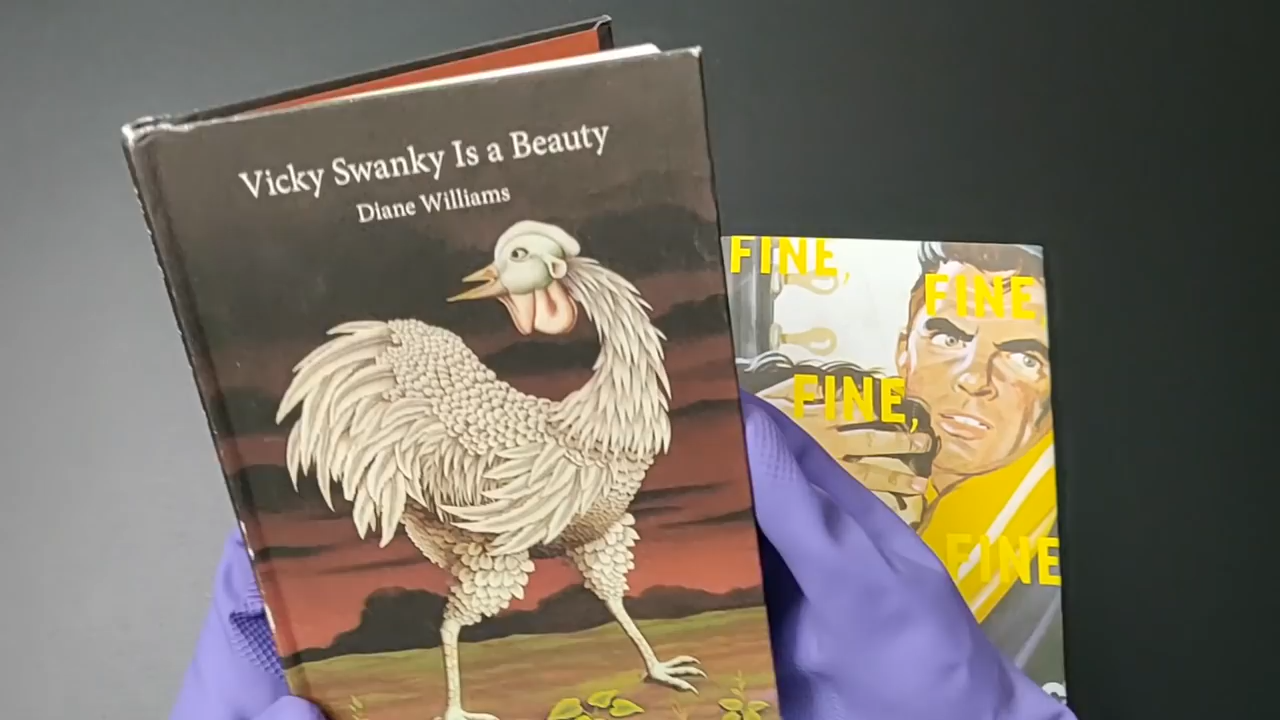 Vicky Swanky Is a Beauty
Diane Williams
FINE,
FINE,
FINE,
FINE